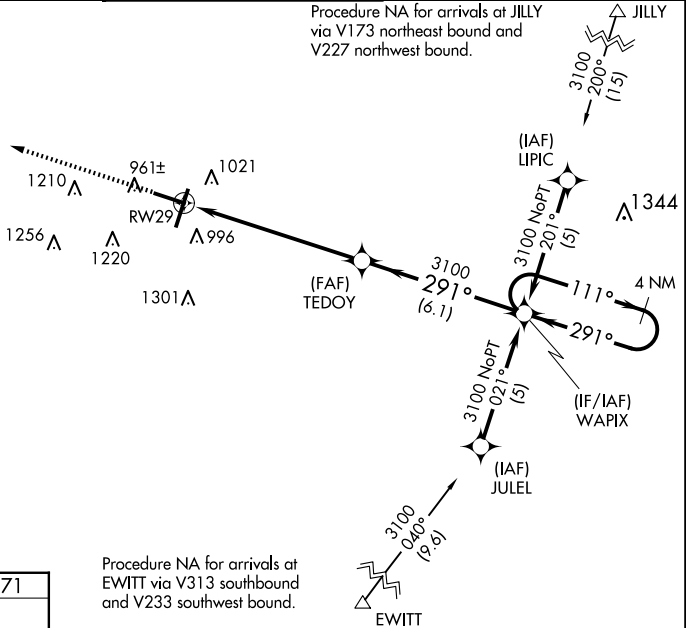 Procedure NA for arrivals at JILLY
via V173 northeast bound and
V227 northwest bound.
JILLY
3100
200°
(15)
(IAF)
LIPIC
3100 NoPT
201°
(5)
1344
961±
1021
1210
RW29
996
1256
1220
1301
(FAF)
TEDOY
3100
291°
(6.1)
111°
4 NM
291°
(IF/IAF)
WAPIX
3100 NoPT
021°
(5)
(IAF)
JULEL
3100
040°
(9.6)
EWITT
Procedure NA for arrivals at
EWITT via V313 southbound
and V233 southwest bound.
71